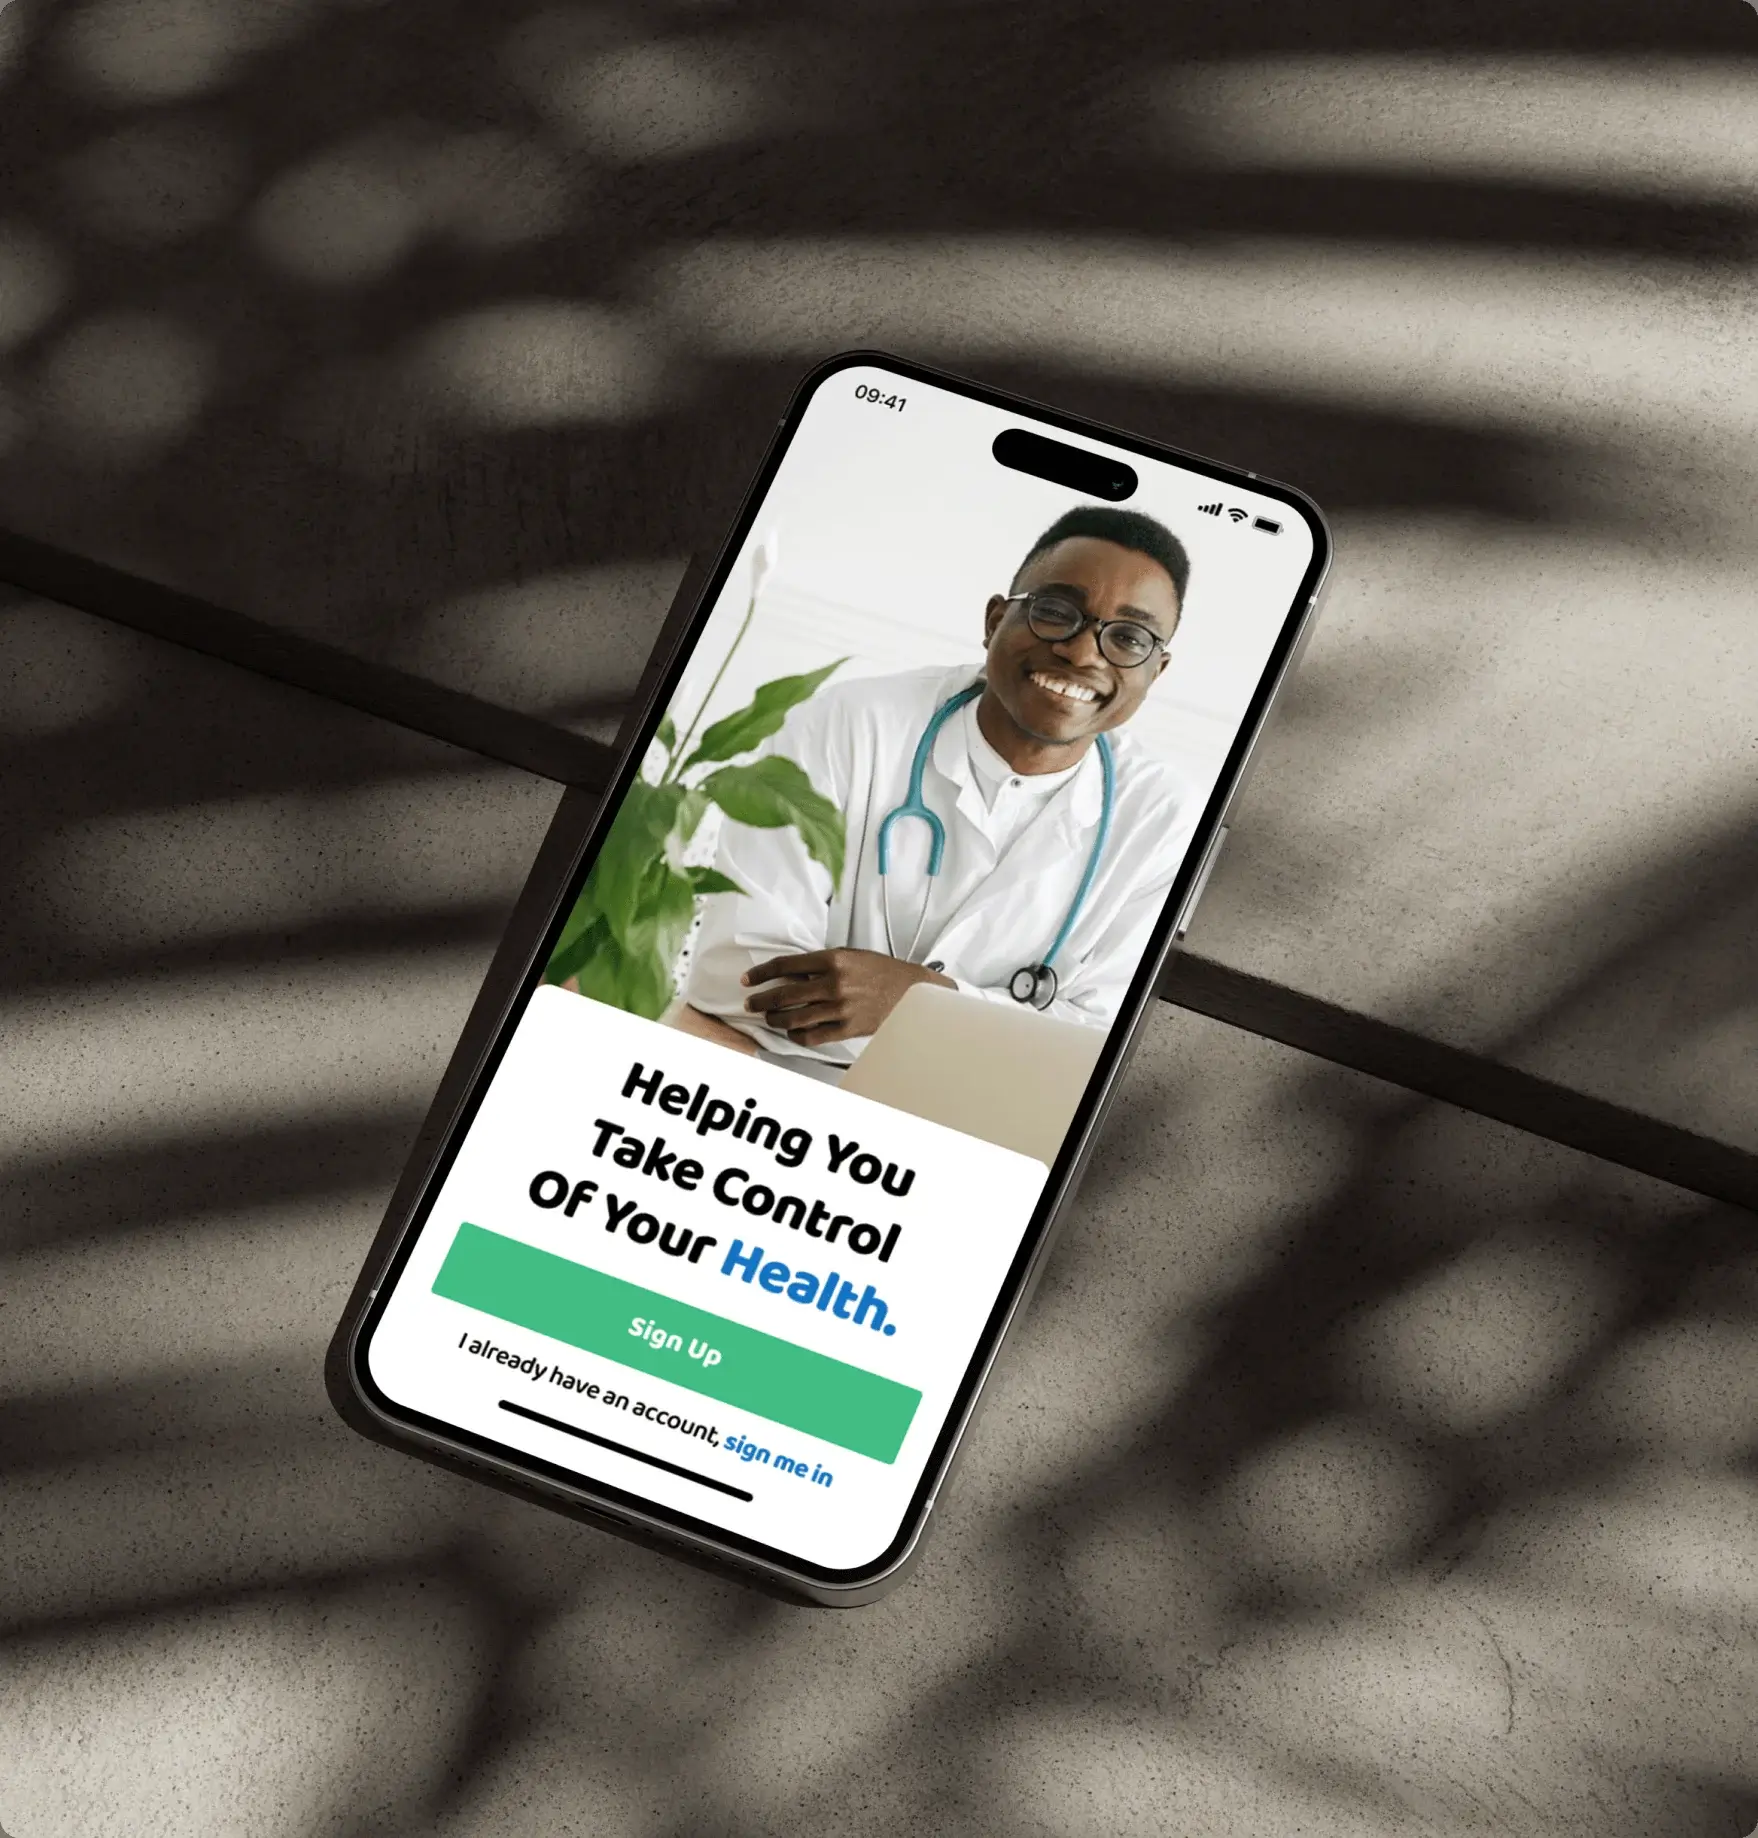 09:41
Helping You
Take Control
Of Your Health.
Sign Up
I already have an account, sign me in